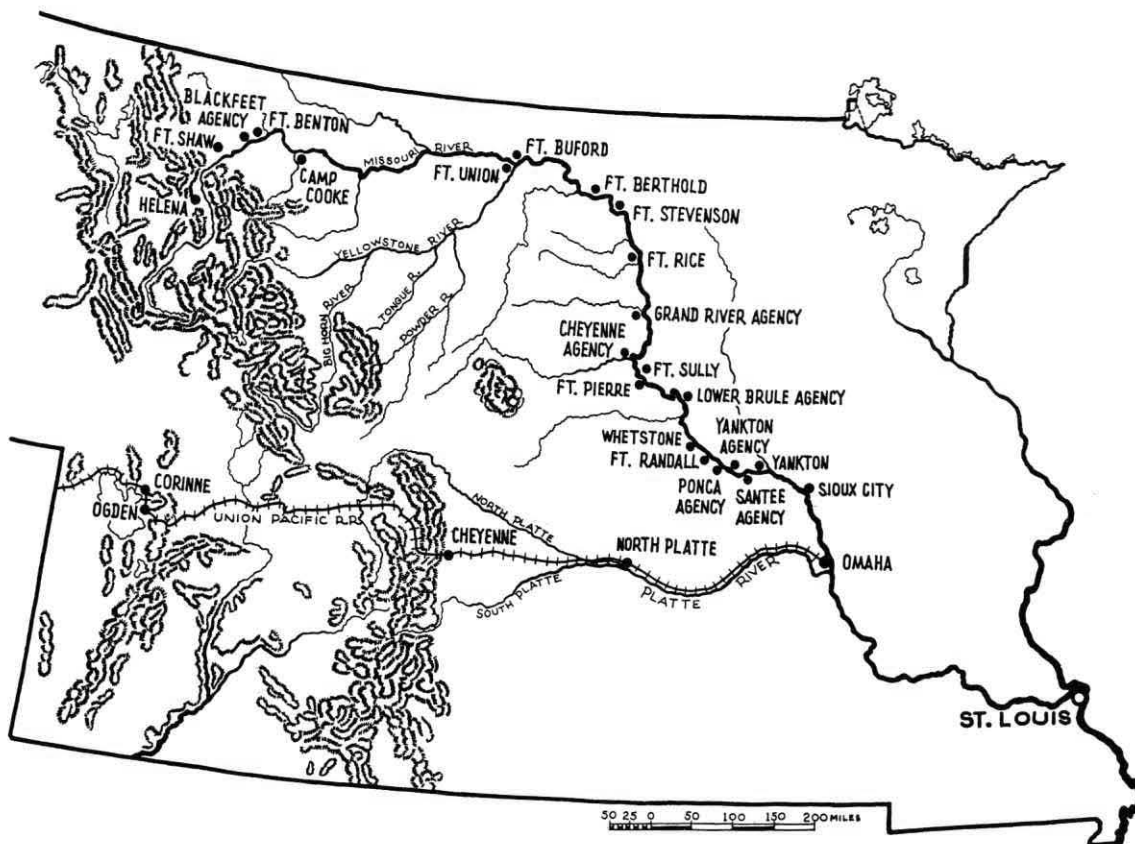 BLACKFEET
AGENCY
FT. BENTON
FT. SHAW
CAMP
COOKE
HELENA
MISSOURI RIVER
FT. BUFORD
FT. UNION
FT. BERTHOLD
FT. STEVENSON
YELLOWSTONE RIVER
FT. RICE
BIG HORN RIVER
TONGUE R.
POWDER R.
GRAND RIVER AGENCY
CHEYENNE
AGENCY
FT. SULLY
FT. PIERRE
LOWER BRULE AGENCY
WHETSTONE
YANKTON
AGENCY
FT. RANDALL
YANKTON
PONCA
AGENCY
SANTEE
AGENCY
SIOUX CITY
CORINNE
OGDEN
UNION PACIFIC R.R.
NORTH PLATTE
CHEYENNE
NORTH PLATTE
OMAHA
SOUTH PLATTE
PLATTE RIVER
ST. LOUIS
50 25 0 50 100 150 200 MILES